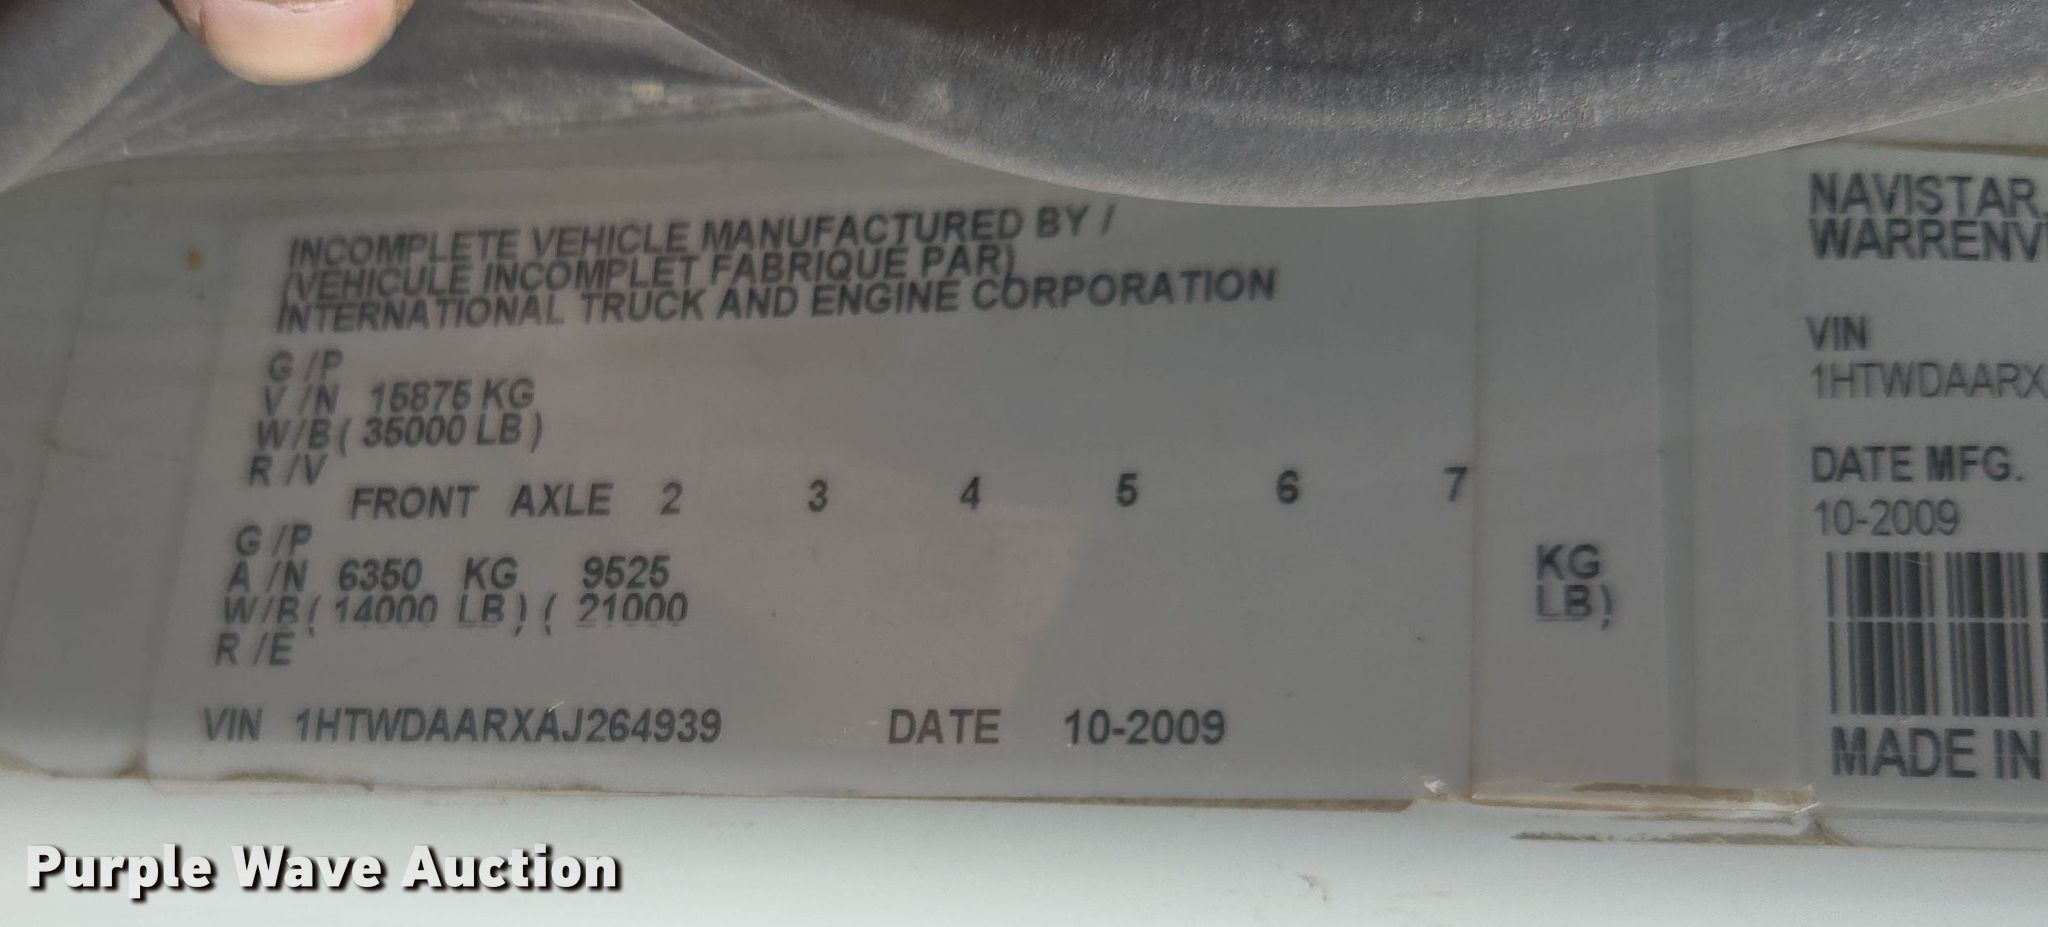 INCOMPLETE VEHICLE MANUFACTURED BY /
(VEHICULE INCOMPLET FABRIQUE PAR)
INTERNATIONAL TRUCK AND ENGINE CORPORATION
G /P
V /N 15875 KG
W/B ( 35000 LB )
R /V
FRONT AXLE 2 3 4 5 6 7
G /P
A /N 6350 KG 9525 KG
W/B ( 14000 LB ) ( 21000 LB )
R /E
VIN 1HTWDAARXAJ264939 DATE 10-2009
NAVISTAR,
WARRENV
VIN
1HTWDAARX
DATE MFG.
10-2009
MADE IN
Purple Wave Auction